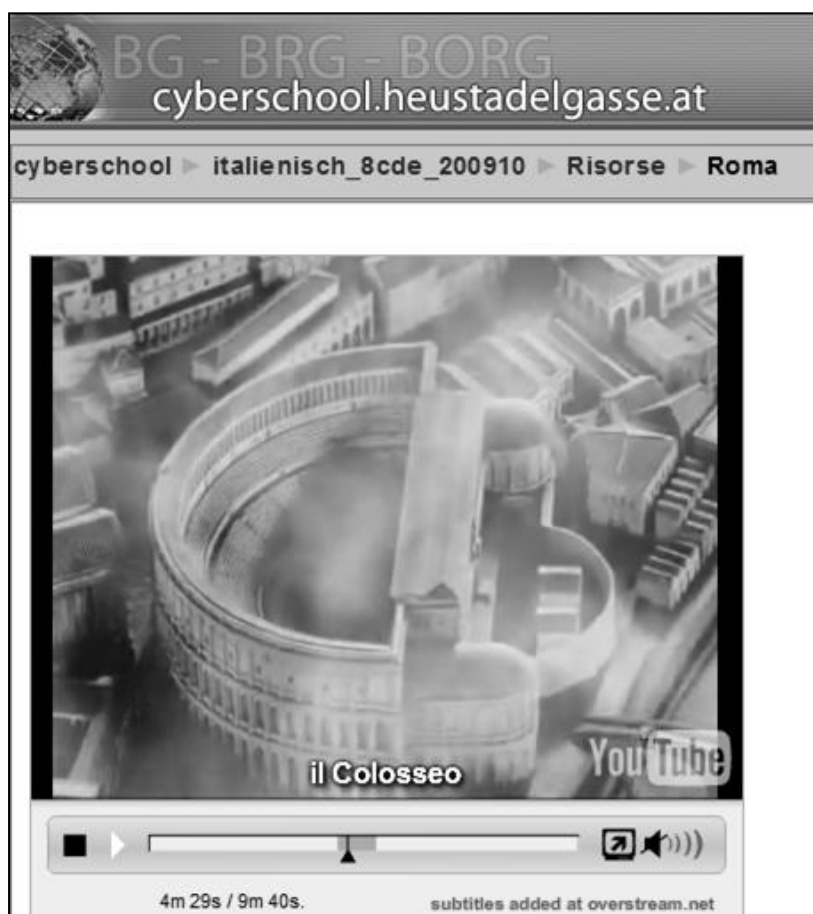 BG - BRG - BORG
cyberschool.heustadelgasse.at
cyberschool ► italienisch_8cde_200910 ► Risorse ► Roma
il Colosseo
YouTube
4m 29s / 9m 40s.
subtitles added at overstream.net